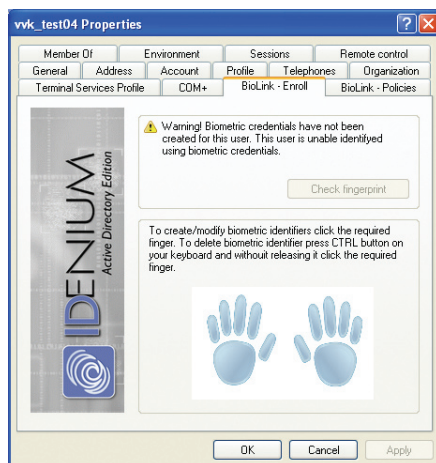 vvk_test04 Properties
Member Of Environment Sessions Remote control
General Address Account Profile Telephones Organization
Terminal Services Profile COM+ BioLink - Enroll BioLink - Policies
Warning! Biometric credentials have not been
created for this user. This user is unable identifyed
using biometric credentials.
Check fingerprint
To create/modify biometric identifiers click the required
finger. To delete biometric identifier press CTRL button on
your keyboard and withouit releasing it click the required
finger.
IDENIUM
Active Directory Edition
OK Cancel Apply